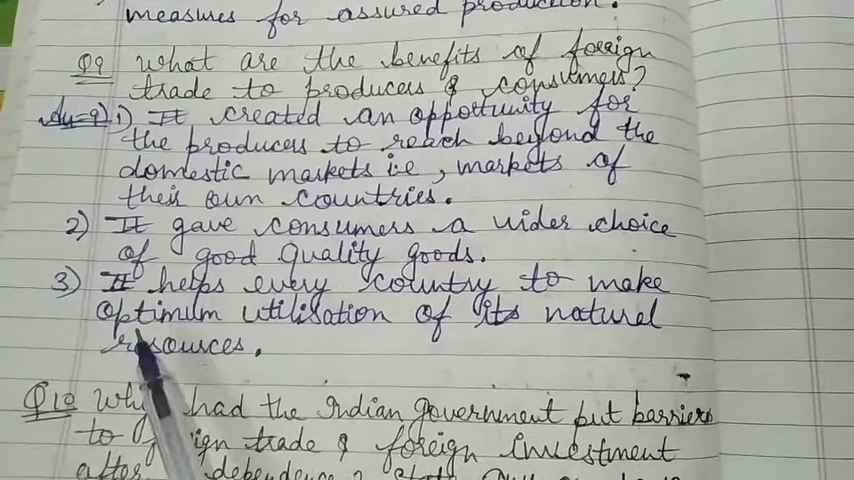 measures for assured production.
Q9 What are the benefits of foreign
trade to producers & consumers?
Ans=9) 1) It created an opportunity for
the producers to reach beyond the
domestic markets i.e, markets of
their own countries.
2) It gave consumers a wider choice
of good quality goods.
3) It helps every country to make
optimum utilisation of its natural
resources.
Q10 Why had the Indian government put barriers
to foreign trade & foreign investment
after independence?